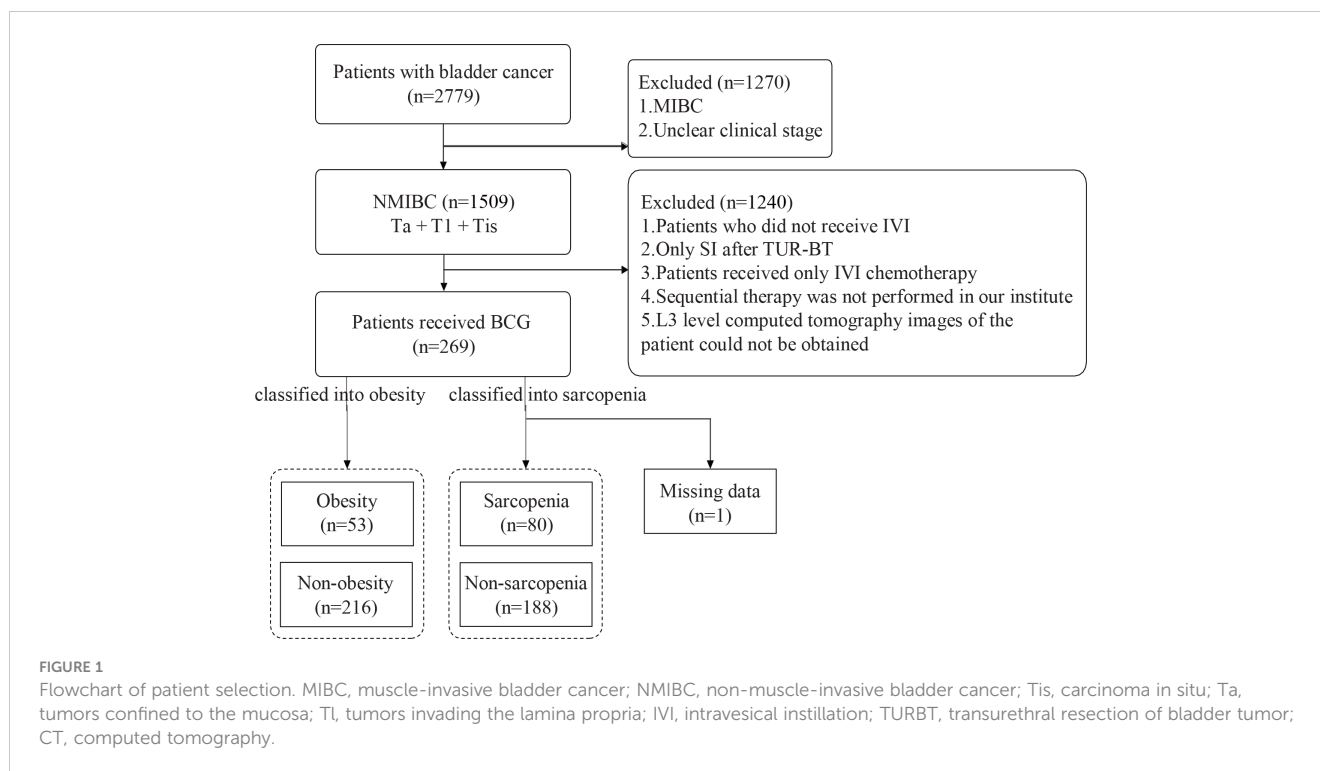 Patients with bladder cancer
(n=2779)
Excluded (n=1270)
1.MIBC
2.Unclear clinical stage
NMIBC (n=1509)
Ta + T1 + Tis
Excluded (n=1240)
1.Patients who did not receive IVI
2.Only SI after TUR-BT
3.Patients received only IVI chemotherapy
4.Sequential therapy was not performed in our institute
5.L3 level computed tomography images of the
patient could not be obtained
Patients received BCG
(n=269)
classified into obesity
classified into sarcopenia
Obesity
(n=53)
Non-obesity
(n=216)
Sarcopenia
(n=80)
Non-sarcopenia
(n=188)
Missing data
(n=1)
FIGURE 1
Flowchart of patient selection. MIBC, muscle-invasive bladder cancer; NMIBC, non-muscle-invasive bladder cancer; Tis, carcinoma in situ; Ta,
tumors confined to the mucosa; Tl, tumors invading the lamina propria; IVI, intravesical instillation; TURBT, transurethral resection of bladder tumor;
CT, computed tomography.